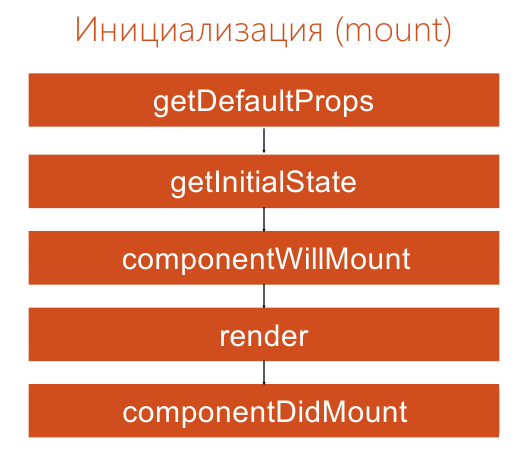 Инициализация (mount)
getDefaultProps
getInitialState
componentWillMount
render
componentDidMount